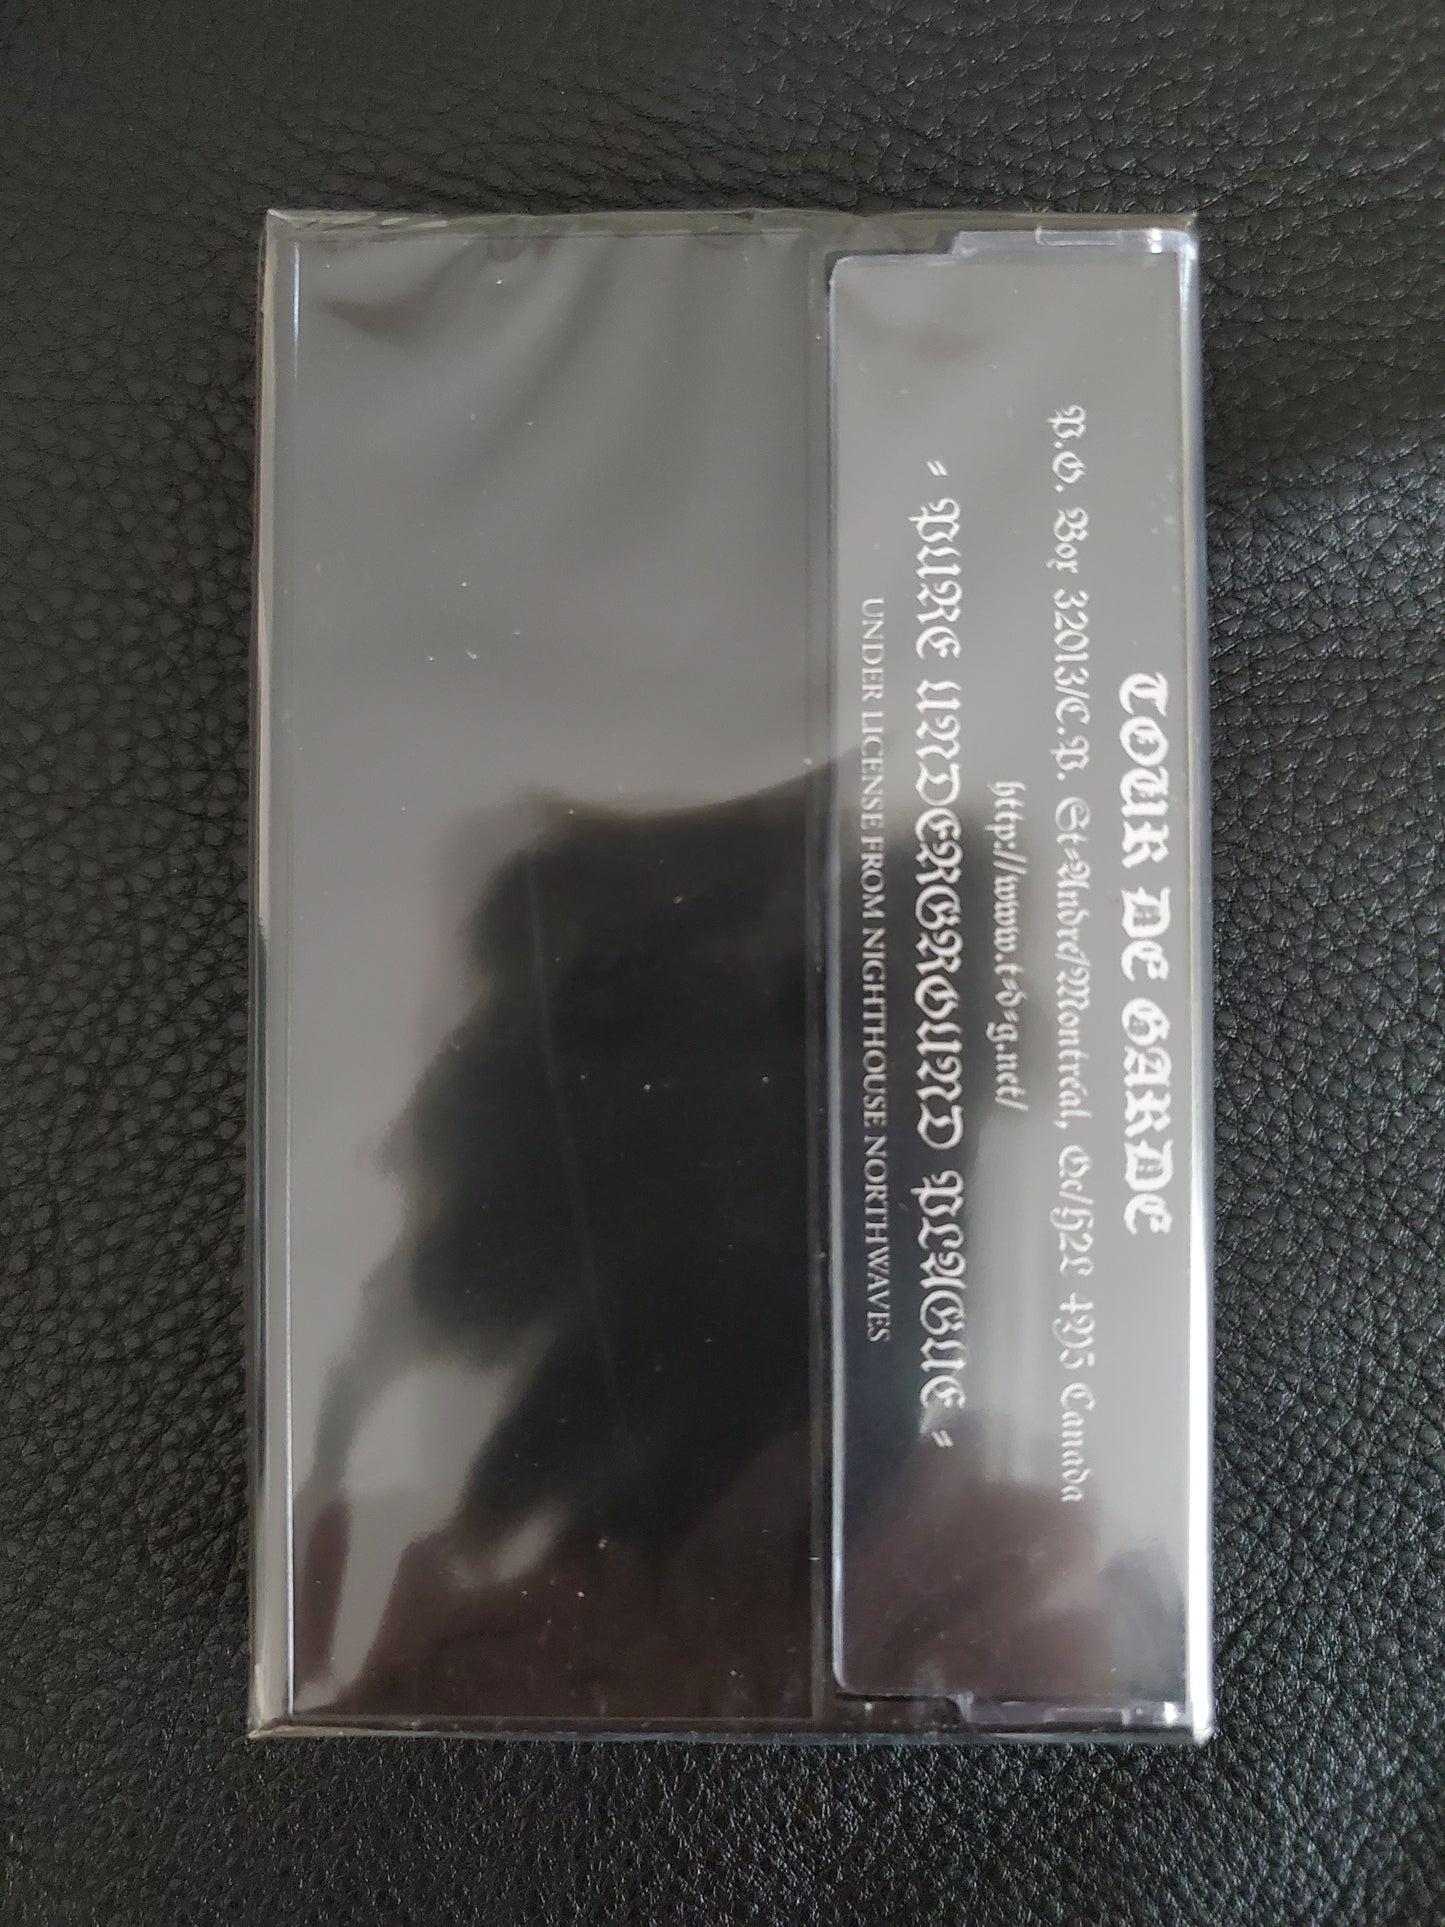 TOUR DE GARDE
P.O. Box 32013/C.P. St-Andre/Montréal, Qc/H2L 4Y5 Canada
http://www.t-d-g.net/
- PURE UNDERGROUND PLAGUE -
UNDER LICENSE FROM NIGHTHOUSE NORTHWAVES